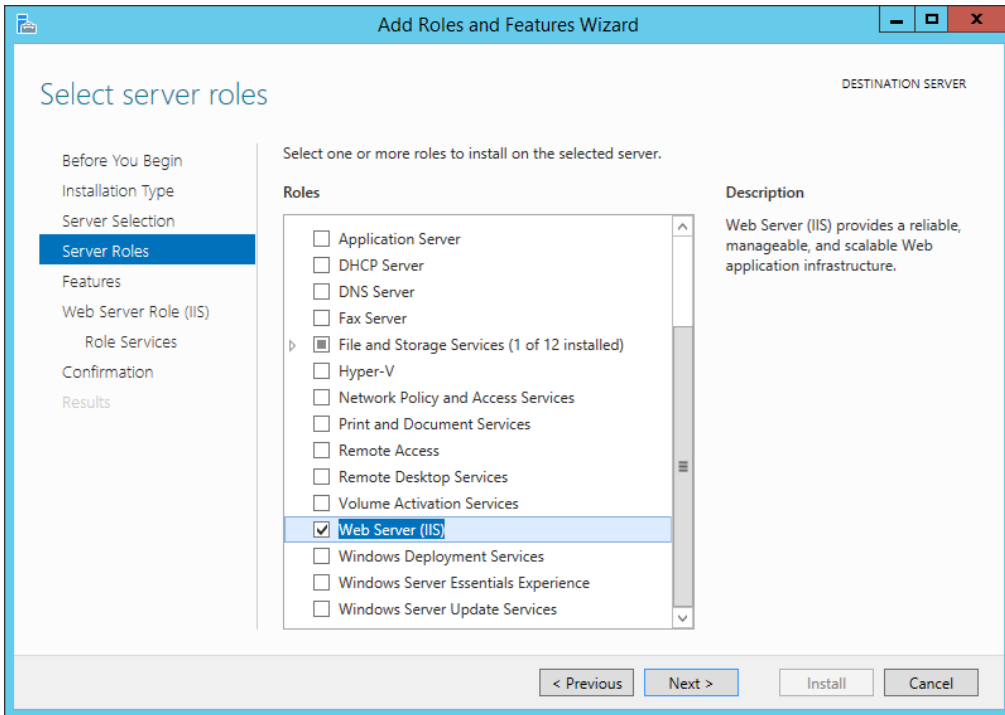 Add Roles and Features Wizard
Select server roles
DESTINATION SERVER
Before You Begin
Installation Type
Server Selection
Server Roles
Features
Web Server Role (IIS)
Role Services
Confirmation
Results
Select one or more roles to install on the selected server.
Roles
Application Server
DHCP Server
DNS Server
Fax Server
File and Storage Services (1 of 12 installed)
Hyper-V
Network Policy and Access Services
Print and Document Services
Remote Access
Remote Desktop Services
Volume Activation Services
Web Server (IIS)
Windows Deployment Services
Windows Server Essentials Experience
Windows Server Update Services
Description
Web Server (IIS) provides a reliable,
manageable, and scalable Web
application infrastructure.
< Previous
Next >
Install
Cancel